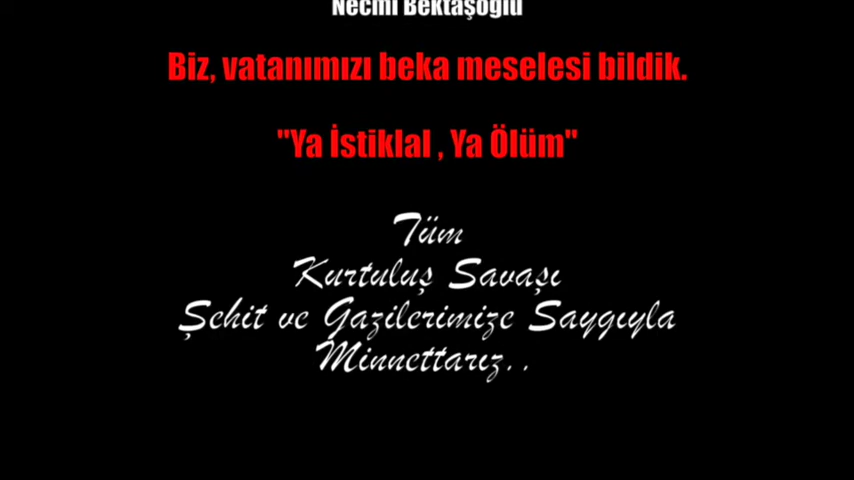 Necmi Bektaşoğlu
Biz, vatanımızı beka meselesi bildik.
"Ya İstiklal , Ya Ölüm"
Tüm
Kurtuluş Savaşı
Şehit ve Gazilerimize Saygıyla
Minnettarız..